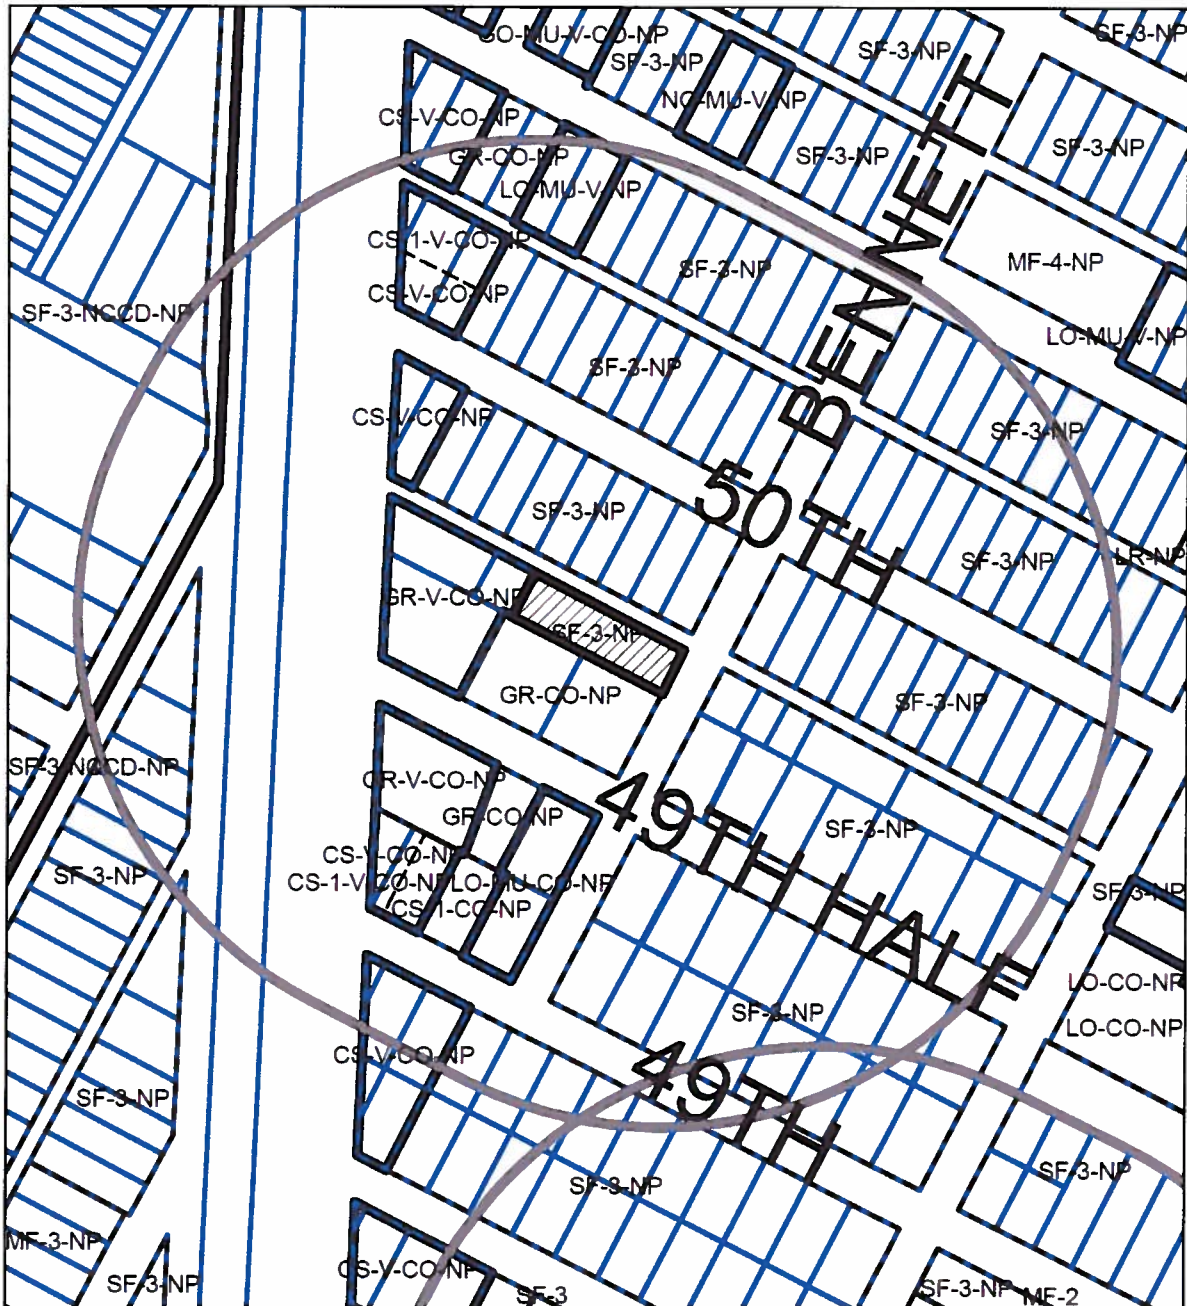 GO-MU-V-CO-NP
SF-3-NP
SF-3-NP
SF-3-NP
NO-MU-V-NP
CS-V-CO-NP
SF-3-NP
SF-3-NP
GR-CO-NP
LO-MU-V-NP
BENNETT
CS-1-V-CO-NP
SF-3-NP
MF-4-NP
CS-V-CO-NP
SF-3-NCCD-NP
LO-MU-V-NP
SF-3-NP
CS-V-CO-NP
SF-3-NP
SF-3-NP
50TH
SF-3-NP
LR-NP
GR-V-CO-NP
SF-3-NP
GR-CO-NP
SF-3-NP
SF-3-NCCD-NP
GR-V-CO-NP
GR-CO-NP
49TH HALF
SF-3-NP
CS-V-CO-NP
SF-3-NP
CS-1-V-CO-NP
LO-MU-CO-NP
SF-3-NP
CS-1-CO-NP
LO-CO-NP
SF-3-NP
LO-CO-NP
CS-V-CO-NP
49TH
SF-3-NP
SF-3-NP
SF-3-NP
MF-3-NP
CS-V-CO-NP
SF-3-NP
SF-3
SF-3-NP
MF-2